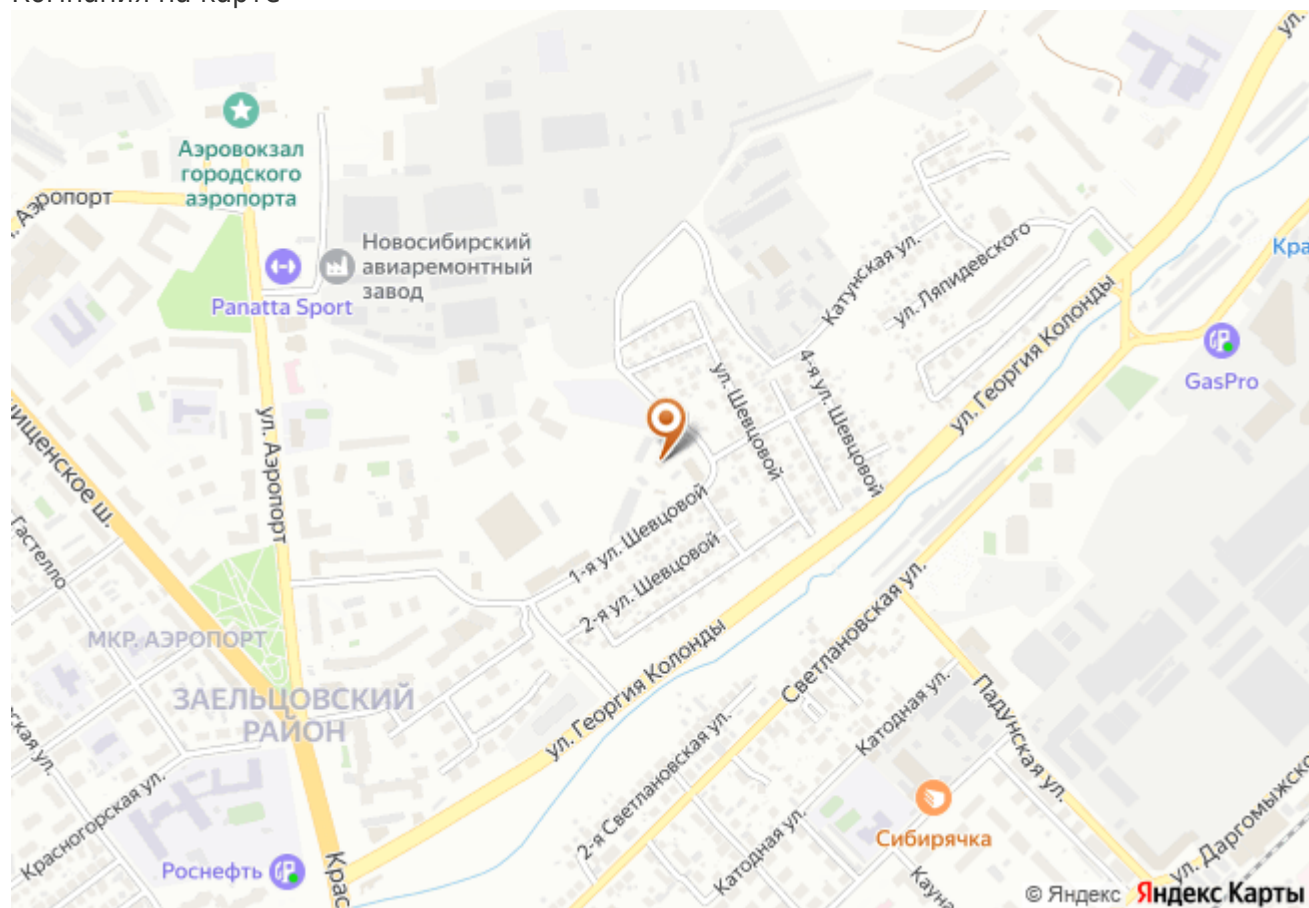 Компания на карте
ул.
Аэровокзал
городского
аэропорта
Аэропорт
Новосибирский
авиаремонтный
завод
Panatta Sport
Катунская ул.
ул. Ляпидевского
ул. Георгия Колонды
GasPro
ул. Шевцовой
4-я ул. Шевцовой
ул. Аэропорт
Гастелло
1-я ул. Шевцовой
2-я ул. Шевцовой
МКР. АЭРОПОРТ
ЗАЕЛЬЦОВСКИЙ
РАЙОН
ул. Георгия Колонды
Светлановская ул.
2-я Светлановская ул.
Катодная ул.
Падунская ул.
Красногорская ул.
Роснефть
Сибирячка
Катодная ул.
© Яндекс Яндекс Карты